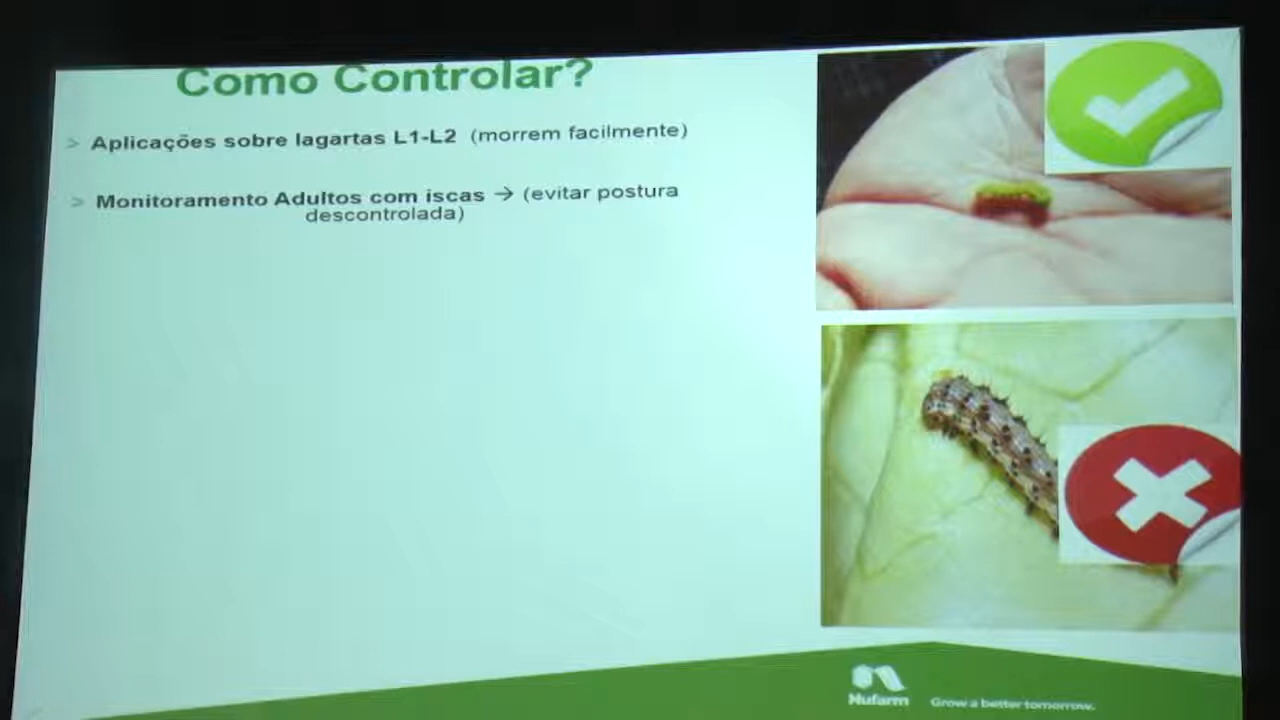 Como Controlar?
> Aplicações sobre lagartas L1-L2 (morrem facilmente)
> Monitoramento Adultos com iscas → (evitar postura
descontrolada)
Nufarm
Grow a better tomorrow.